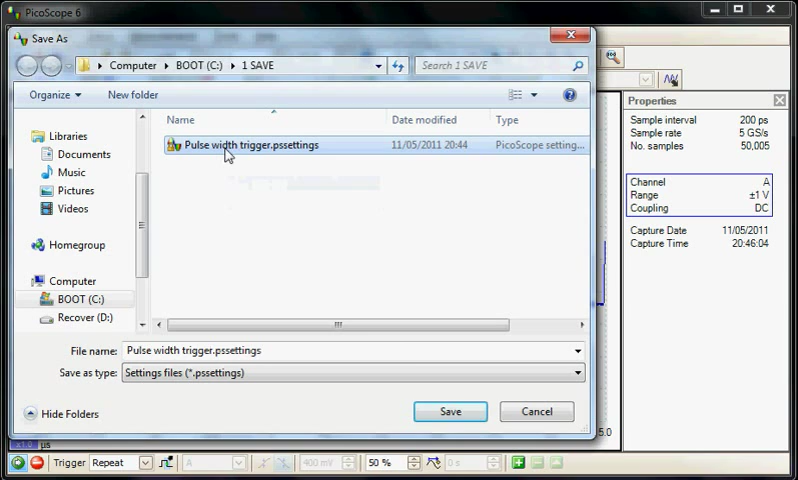 PicoScope 6
Save As
Computer BOOT (C:) 1 SAVE
Search 1 SAVE
Organize
New folder
Name
Date modified
Type
Pulse width trigger.pssettings
11/05/2011 20:44
PicoScope setting...
Libraries
Documents
Music
Pictures
Videos
Homegroup
Computer
BOOT (C:)
Recover (D:)
File name: Pulse width trigger.pssettings
Save as type: Settings files (*.pssettings)
Hide Folders
Save
Cancel
Properties
Sample interval 200 ps
Sample rate 5 GS/s
No. samples 50,005
Channel A
Range ±1 V
Coupling DC
Capture Date 11/05/2011
Capture Time 20:46:04
5.0
x1.0 µs
Trigger Repeat A 400 mV 50 % 0 s